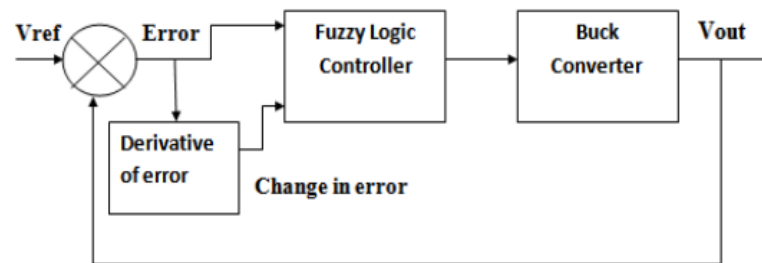 Vref
Error
Fuzzy Logic
Controller
Buck
Converter
Vout
Derivative
of error
Change in error